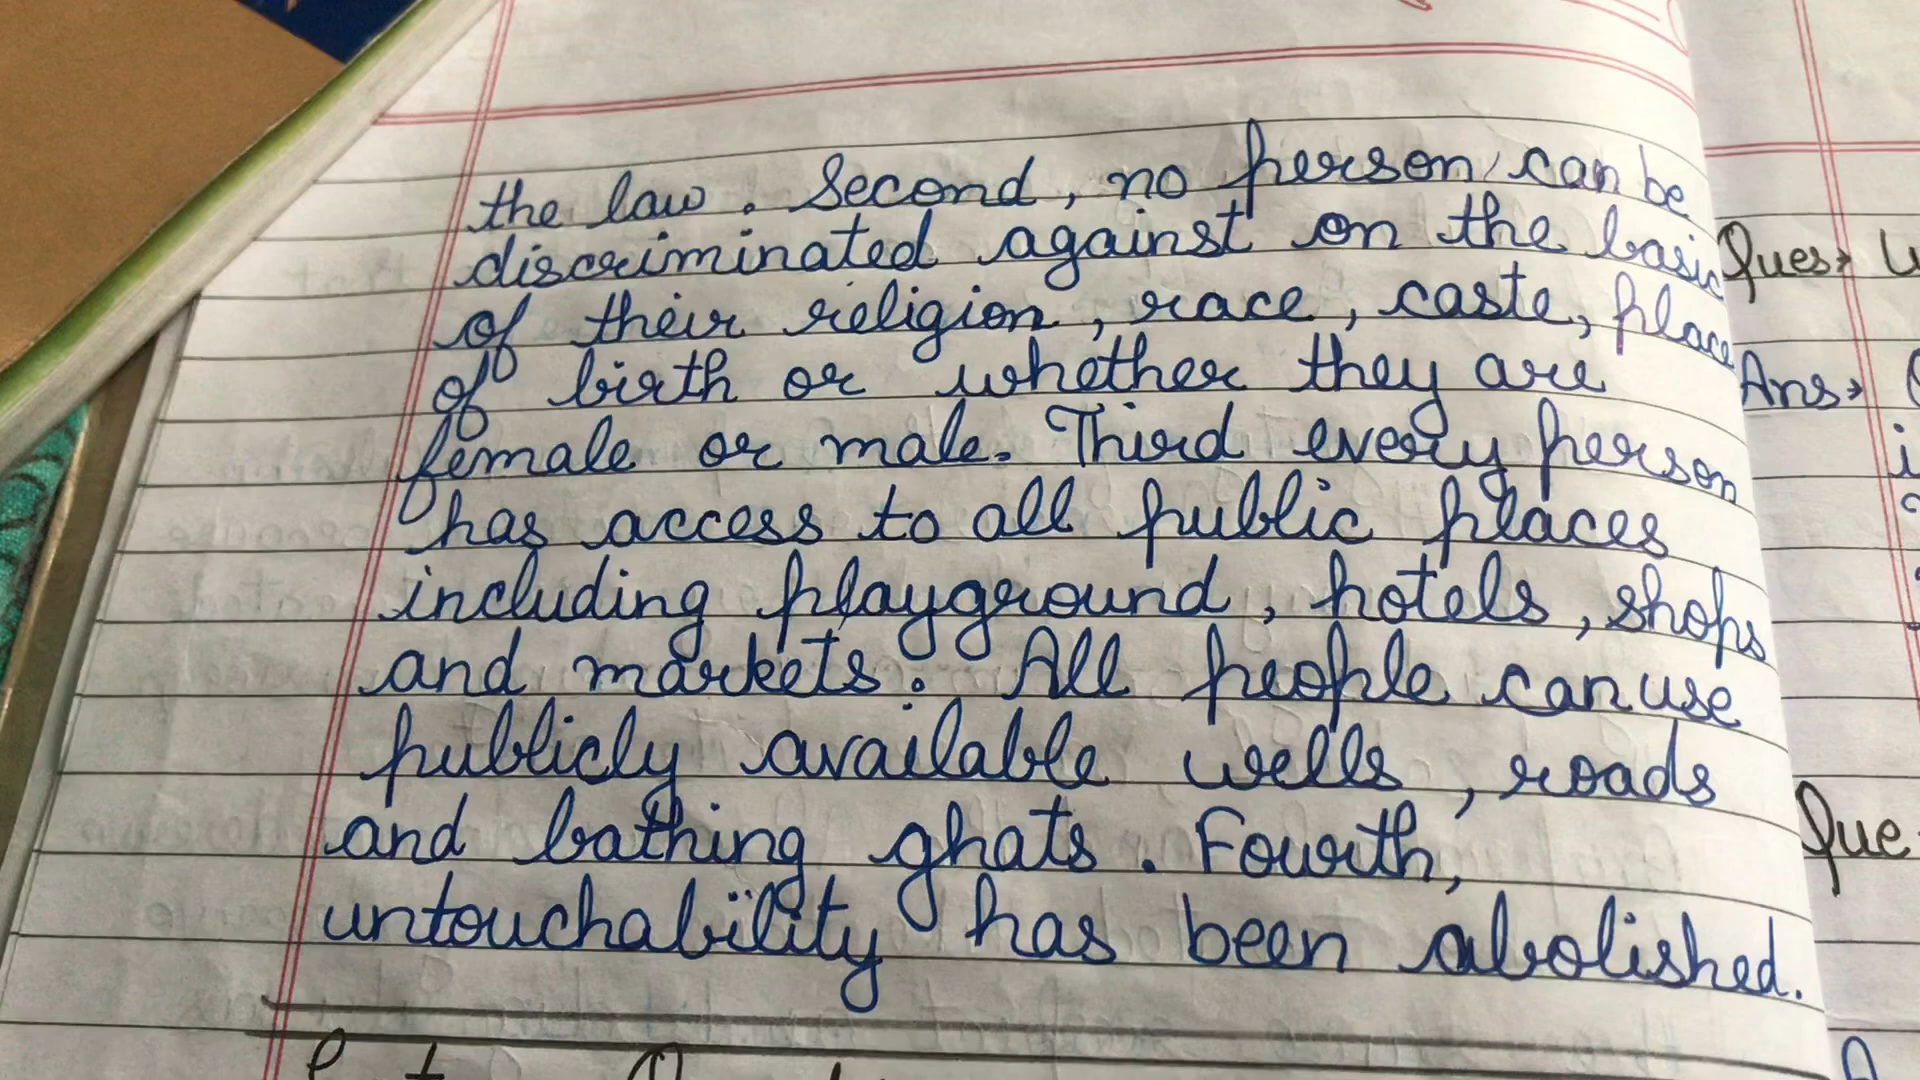 the law. Second, no person can be
discriminated against on the basic
of their religion, race, caste, place
of birth or whether they are
female or male. Third every person
has access to all public places
including playground, hotels, shops
and markets. All people can use
publicly available wells, roads
and bathing ghats. Fourth,
untouchability has been abolished.
Ques
Ans
Que